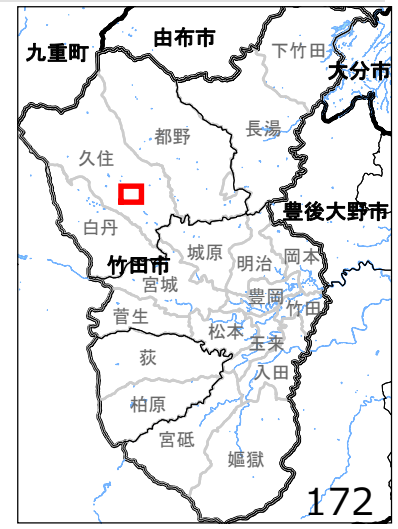 由布市
九重町
下竹田
大分市
都野
長湯
久住
白丹
豊後大野市
城原
明治
岡本
竹田市
宮城
豊岡
竹田
菅生
松本
玉来
荻
入田
柏原
宮砥
嫗獄
172